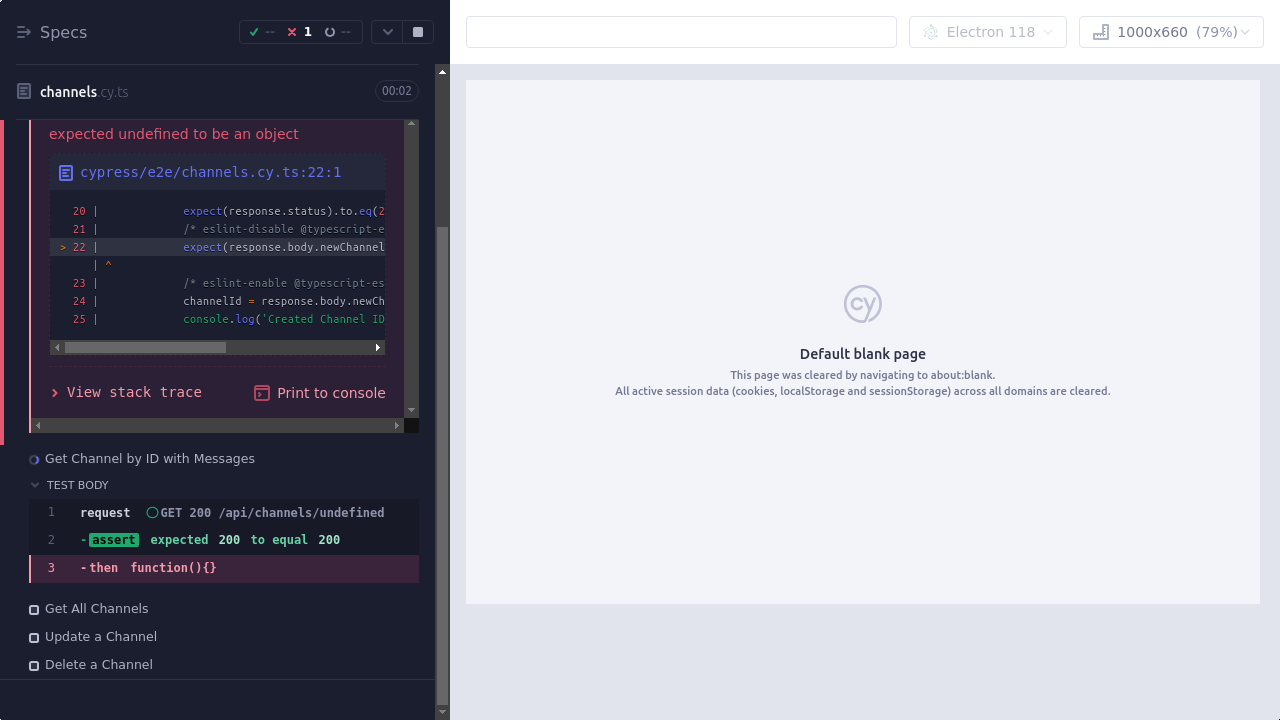 Specs
--
1
--
Electron 118
1000x660 (79%)
channels.cy.ts
00:02
expected undefined to be an object
cypress/e2e/channels.cy.ts:22:1
20 | expect(response.status).to.eq(2
21 | /* eslint-disable @typescript-e
> 22 | expect(response.body.newChannel
| ^
23 | /* eslint-enable @typescript-es
24 | channelId = response.body.newCh
25 | console.log('Created Channel ID
View stack trace
Print to console
Get Channel by ID with Messages
TEST BODY
1 request GET 200 /api/channels/undefined
2 -assert expected 200 to equal 200
3 -then function(){}
Get All Channels
Update a Channel
Delete a Channel
cy
Default blank page
This page was cleared by navigating to about:blank.
All active session data (cookies, localStorage and sessionStorage) across all domains are cleared.